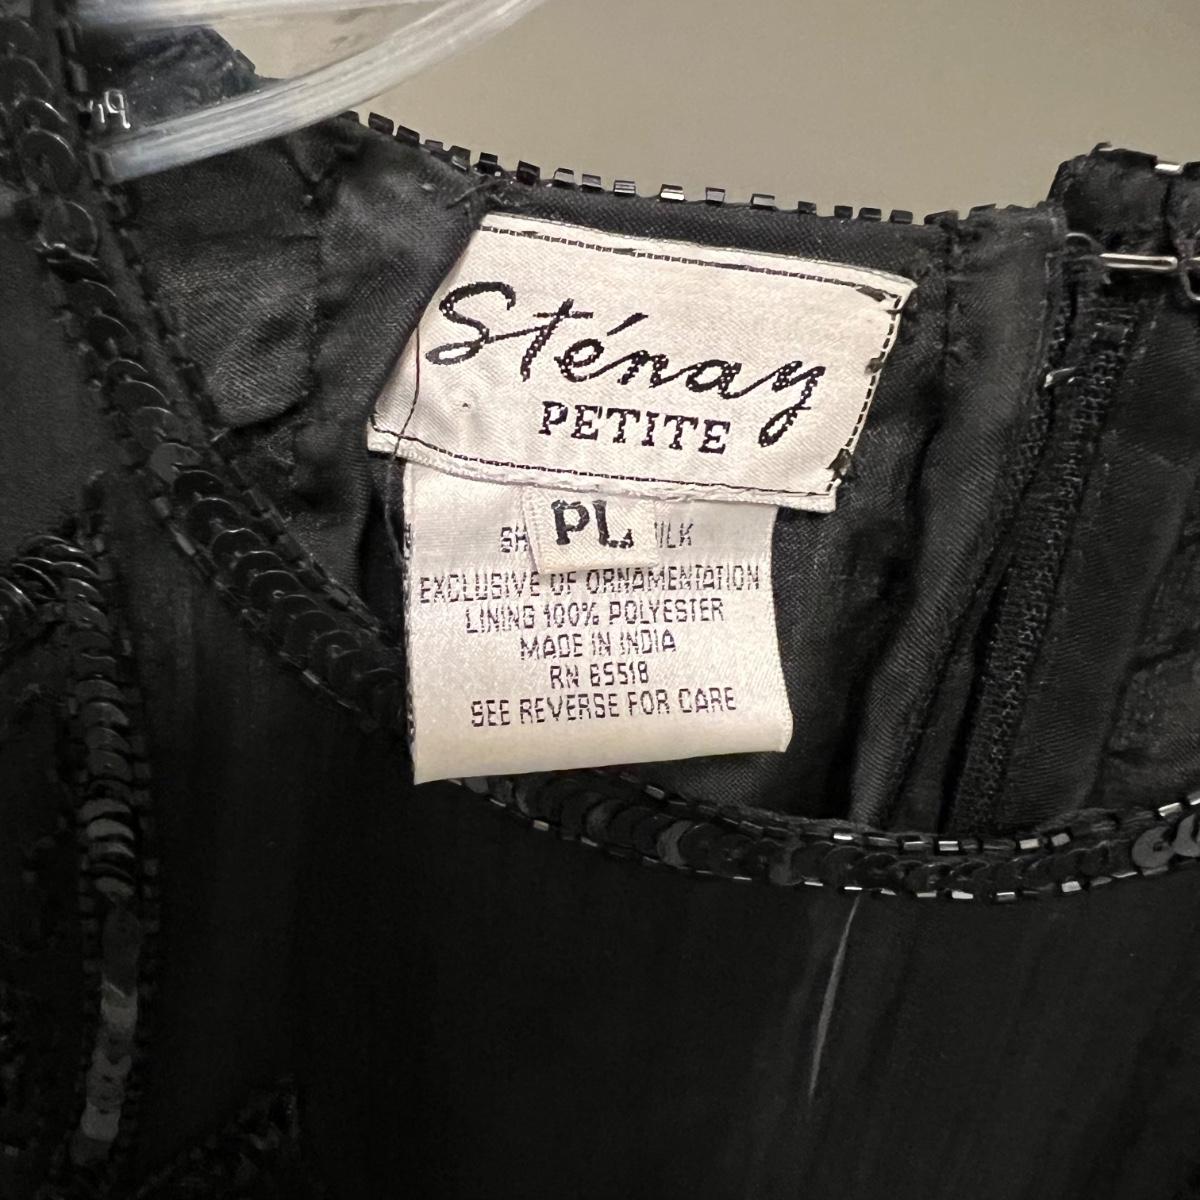 Sténay
PETITE
PL
EXCLUSIVE OF ORNAMENTATION
LINING 100% POLYESTER
MADE IN INDIA
RN 65518
SEE REVERSE FOR CARE